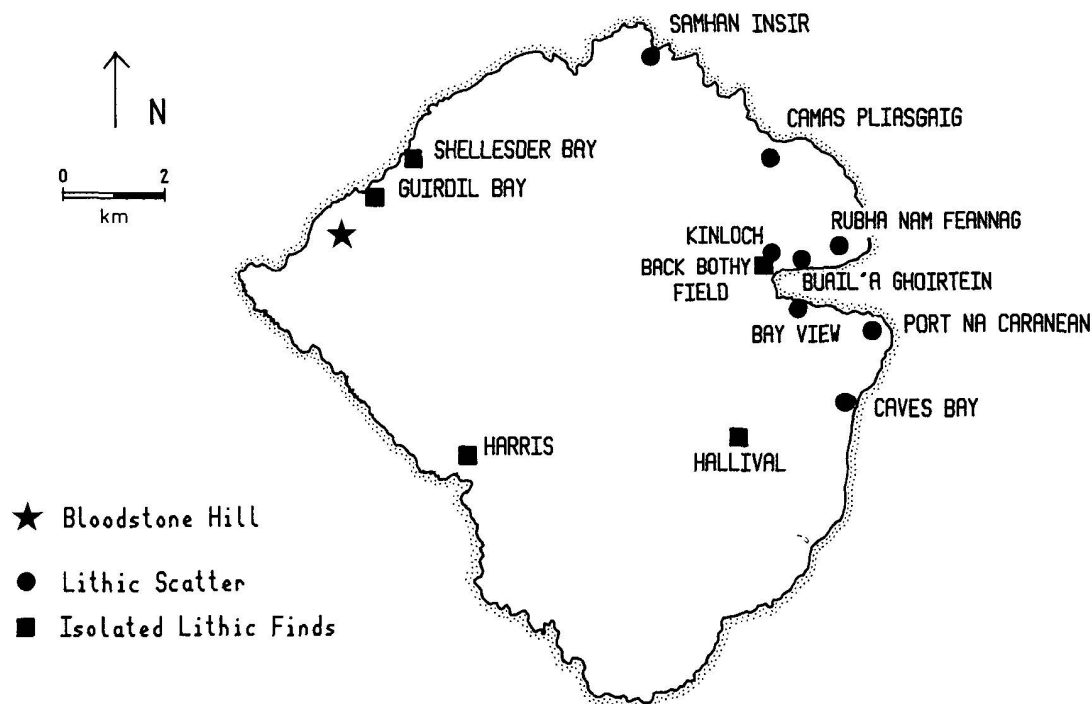 SAMHAN INSIR
N
CAMAS PLIASGAIG
SHELLESDER BAY
0 2
km
GUIRDIL BAY
RUBHA NAM FEANNAG
KINLOCH
BACK BOTHY
FIELD
BUAIL'A GHOIRTEIN
BAY VIEW
PORT NA CARANEAN
CAVES BAY
HARRIS
HALLIVAL
Bloodstone Hill
Lithic Scatter
Isolated Lithic Finds